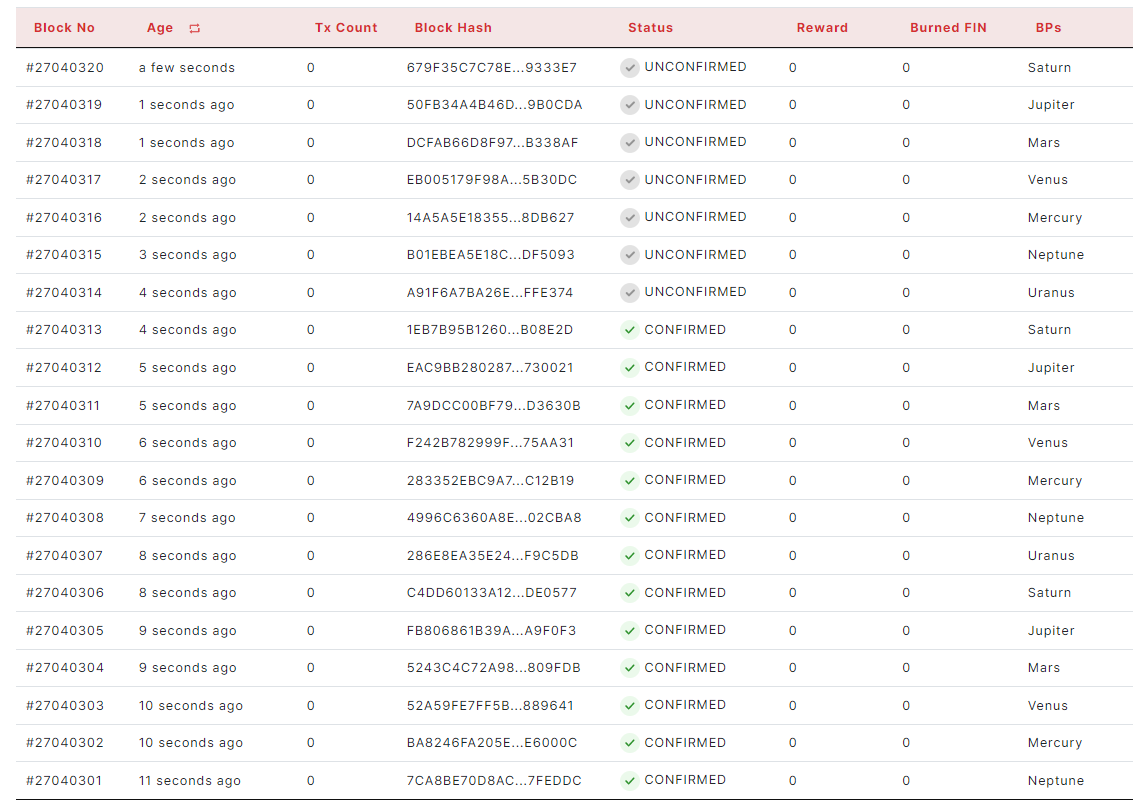 Block No Age Tx Count Block Hash Status Reward Burned FIN BPs
#27040320 a few seconds 0 679F35C7C78E...9333E7 UNCONFIRMED 0 0 Saturn
#27040319 1 seconds ago 0 50FB34A4B46D...9B0CDA UNCONFIRMED 0 0 Jupiter
#27040318 1 seconds ago 0 DCFAB66D8F97...B338AF UNCONFIRMED 0 0 Mars
#27040317 2 seconds ago 0 EB005179F98A...5B30DC UNCONFIRMED 0 0 Venus
#27040316 2 seconds ago 0 14A5A5E18355...8DB627 UNCONFIRMED 0 0 Mercury
#27040315 3 seconds ago 0 B01EBEA5E18C...DF5093 UNCONFIRMED 0 0 Neptune
#27040314 4 seconds ago 0 A91F6A7BA26E...FFE374 UNCONFIRMED 0 0 Uranus
#27040313 4 seconds ago 0 1EB7B95B1260...B08E2D CONFIRMED 0 0 Saturn
#27040312 5 seconds ago 0 EAC9BB280287...730021 CONFIRMED 0 0 Jupiter
#27040311 5 seconds ago 0 7A9DCC00BF79...D3630B CONFIRMED 0 0 Mars
#27040310 6 seconds ago 0 F242B782999F...75AA31 CONFIRMED 0 0 Venus
#27040309 6 seconds ago 0 283352EBC9A7...C12B19 CONFIRMED 0 0 Mercury
#27040308 7 seconds ago 0 4996C6360A8E...02CBA8 CONFIRMED 0 0 Neptune
#27040307 8 seconds ago 0 286E8EA35E24...F9C5DB CONFIRMED 0 0 Uranus
#27040306 8 seconds ago 0 C4DD60133A12...DE0577 CONFIRMED 0 0 Saturn
#27040305 9 seconds ago 0 FB806861B39A...A9F0F3 CONFIRMED 0 0 Jupiter
#27040304 9 seconds ago 0 5243C4C72A98...809FDB CONFIRMED 0 0 Mars
#27040303 10 seconds ago 0 52A59FE7FF5B...889641 CONFIRMED 0 0 Venus
#27040302 10 seconds ago 0 BA8246FA205E...E6000C CONFIRMED 0 0 Mercury
#27040301 11 seconds ago 0 7CA8BE70D8AC...7FEDDC CONFIRMED 0 0 Neptune